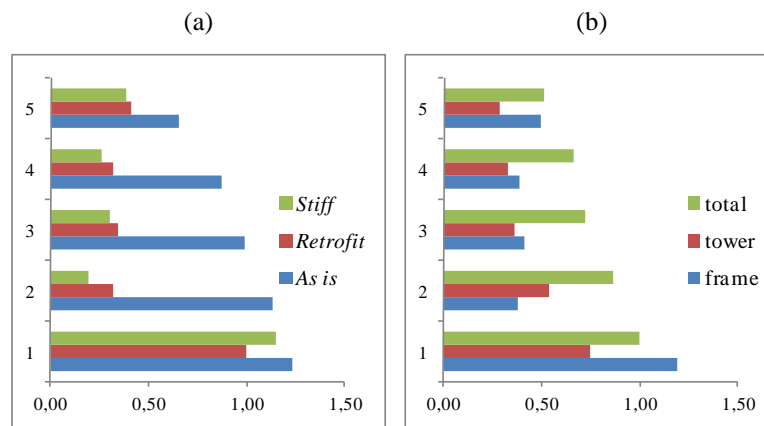 (a)
5
4
3
2
1
Stiff
Retrofit
As is
0,00 0,50 1,00 1,50
(b)
5
4
3
2
1
total
tower
frame
0,00 0,50 1,00 1,50